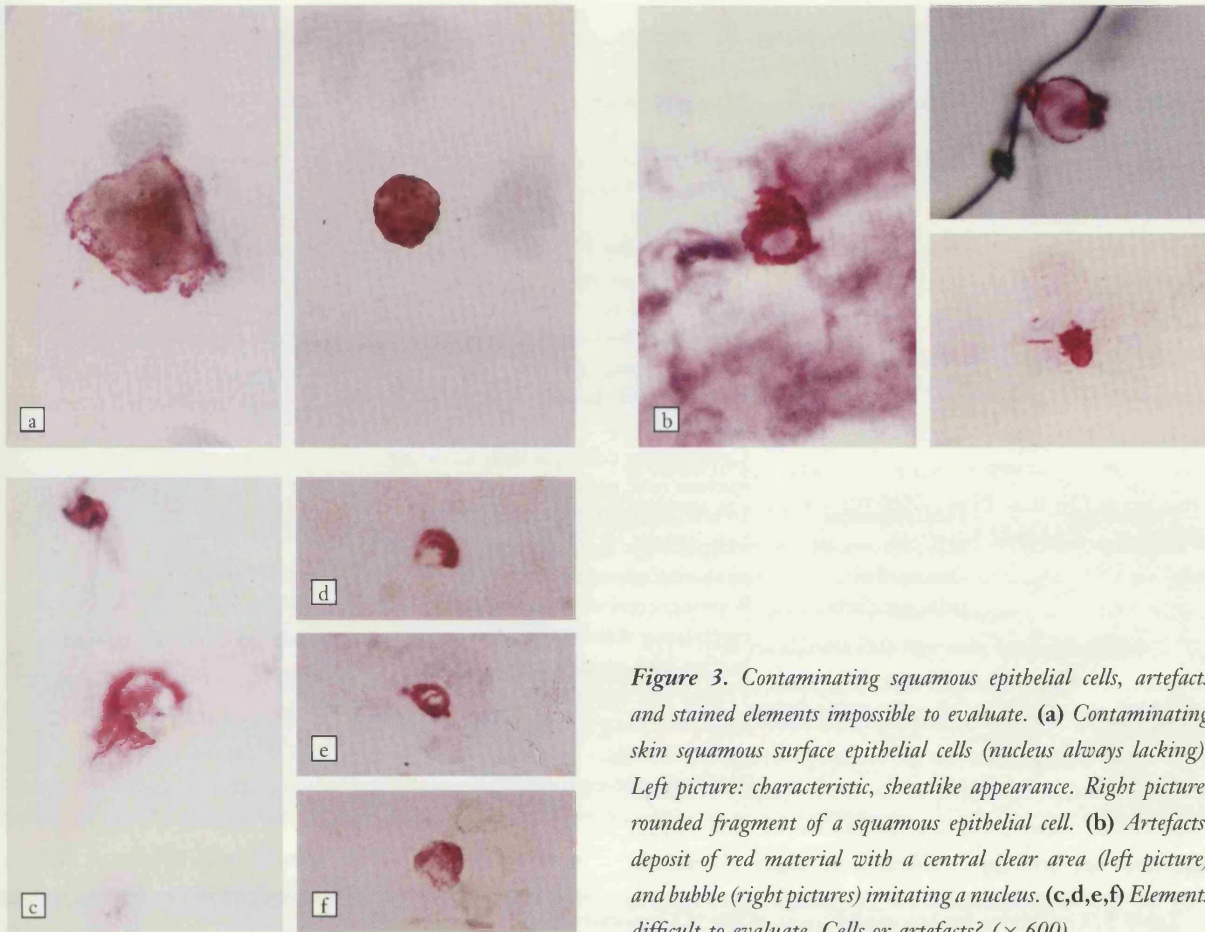 a
b
c
d
e
f
Figure 3. Contaminating squamous epithelial cells, artefact
and stained elements impossible to evaluate. (a) Contaminating
skin squamous surface epithelial cells (nucleus always lacking)
Left picture: characteristic, sheatlike appearance. Right picture
rounded fragment of a squamous epithelial cell. (b) Artefacts
deposit of red material with a central clear area (left picture)
and bubble (right pictures) imitating a nucleus. (c,d,e,f) Element
difficult to evaluate. Cells or artefacts? (× 600)